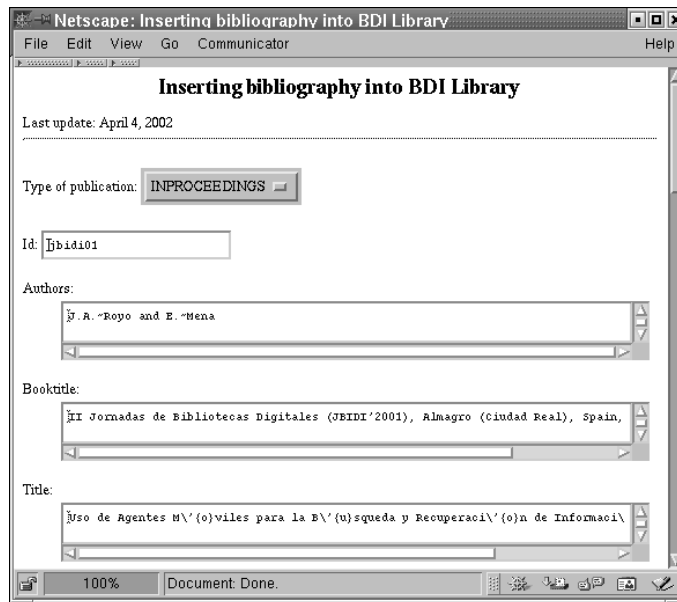 Netscape: Inserting bibliography into BDI Library
File Edit View Go Communicator Help
Inserting bibliography into BDI Library
Last update: April 4, 2002
Type of publication: INPROCEEDINGS
Id: jbidi01
Authors:
J.A.~Royo and E.~Mena
Booktitle:
II Jornadas de Bibliotecas Digitales (JBIDI'2001), Almagro (Ciudad Real), Spain,
Title:
Uso de Agentes M\'{o}viles para la B\'{u}squeda y Recuperaci\'{o}n de Informaci\
100% Document: Done.